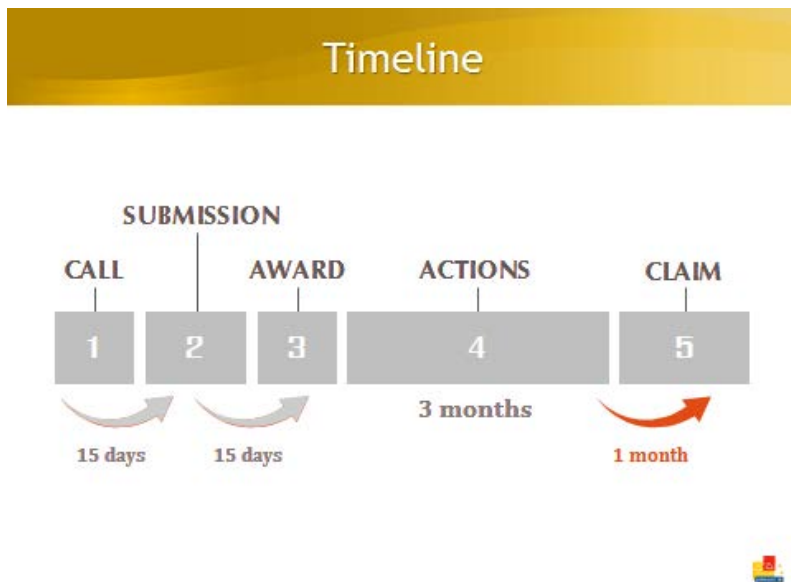 Timeline
SUBMISSION
CALL
AWARD
ACTIONS
CLAIM
1
2
3
4
5
3 months
15 days
15 days
1 month